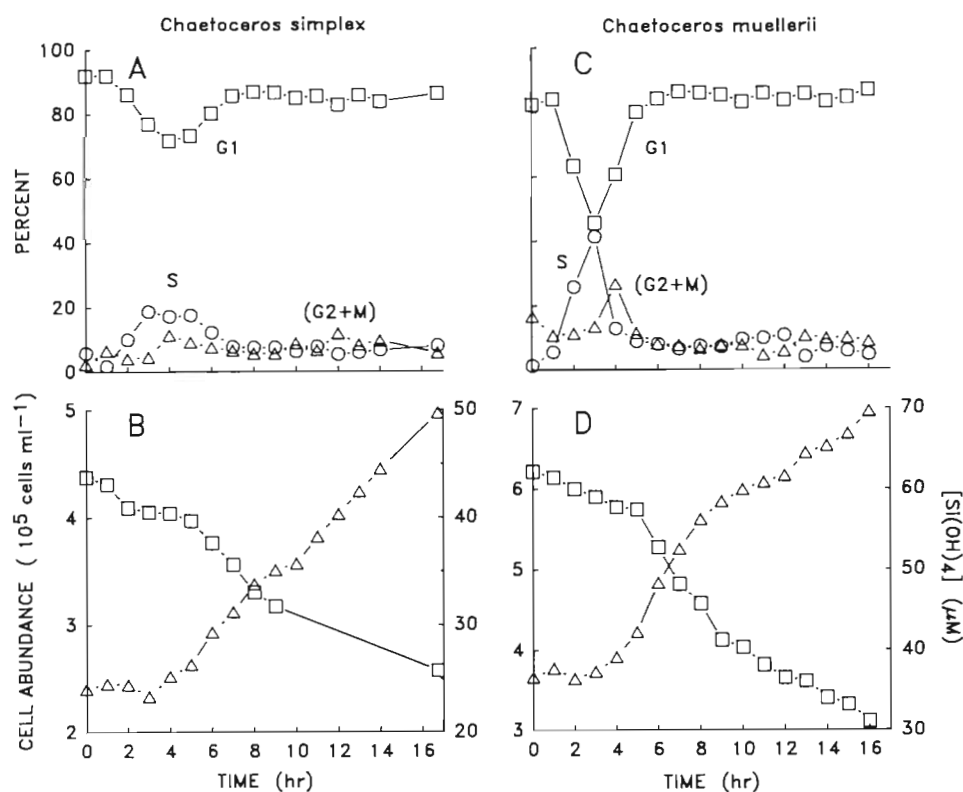 Chaetoceros simplex
Chaetoceros muellerii
A
C
100
80
60
40
20
0
PERCENT
G1
S
(G2+M)
G1
S
(G2+M)
B
D
5
4
3
2
CELL ABUNDANCE (10⁵ cells ml⁻¹)
50
40
30
20
7
6
5
4
3
70
60
50
40
30
[Si(OH)4] (μM)
0 2 4 6 8 10 12 14 16
0 2 4 6 8 10 12 14 16
TIME (hr)
TIME (hr)